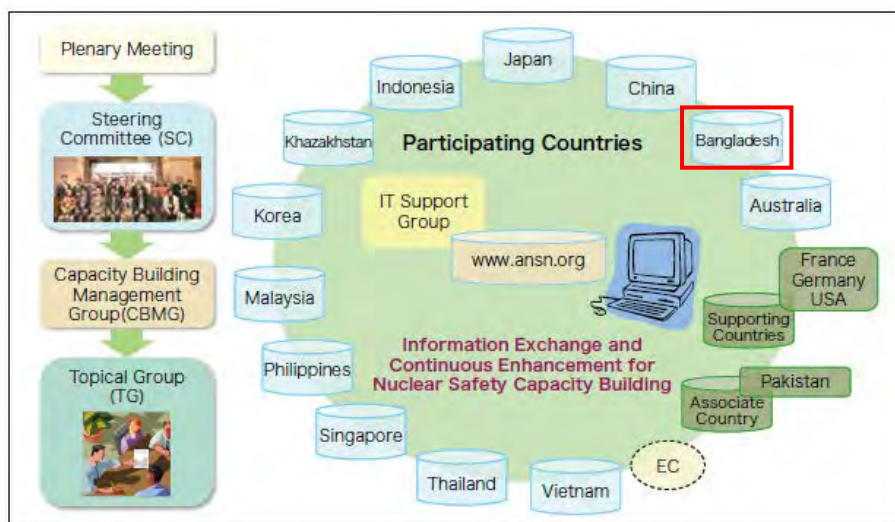 Plenary Meeting
Steering
Committee (SC)
Capacity Building
Management
Group(CBMG)
Topical Group
(TG)
Japan
Indonesia
China
Khazakhstan
Participating Countries
Bangladesh
Korea
IT Support
Group
Australia
www.ansn.org
France
Germany
USA
Malaysia
Supporting
Countries
Information Exchange and
Continuous Enhancement for
Nuclear Safety Capacity Building
Philippines
Pakistan
Associate
Country
Singapore
EC
Thailand
Vietnam